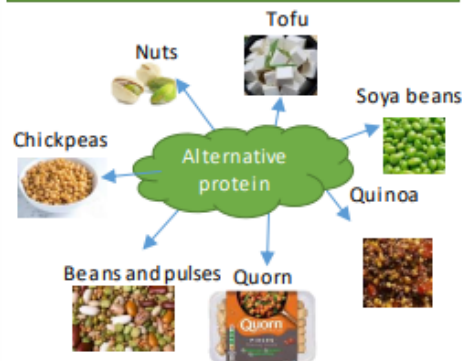 Tofu
Nuts
Soya beans
Chickpeas
Alternative
protein
Quinoa
Beans and pulses
Quorn
Quorn